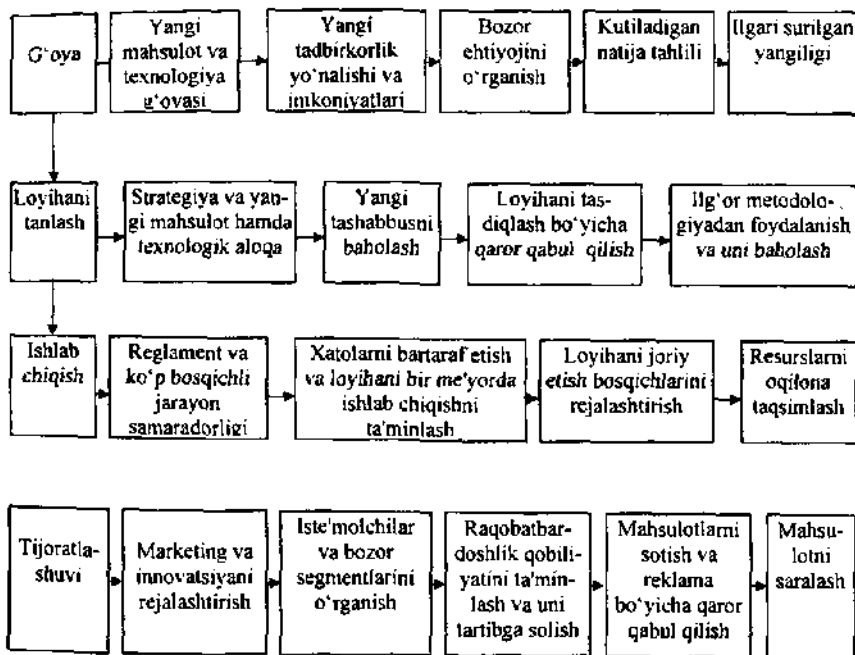 G‘oya
Yangi
mahsulot va
texnologiya
g‘ovasi
Yangi
tadbirkorlik
yo‘nalishi va
imkoniyatlari
Bozor
ehtiyojini
o‘rganish
Kutiladigan
natija tahlili
Ilgari surilgan
yangiligi
Loyihani
tanlash
Strategiya va yan-
gi mahsulot hamda
texnologik aloqa
Yangi
tashabbusni
baholash
Loyihani tas-
diqlash bo‘yicha
qaror qabul qilish
Ilg‘or metodolo-
giyadan foydalanish
va uni baholash
Ishlab
chiqish
Reglament va
ko‘p bosqichli
jarayon
samaradorligi
Xatolarni bartaraf etish
va loyihani bir me'yorda
ishlab chiqishni
ta'minlash
Loyihani joriy
etish bosqichlarini
rejalashtirish
Resurslarni
oqilona
taqsimlash
Tijoratla-
shuvi
Marketing va
innovatsiyani
rejalashtirish
Iste'molchilar
va bozor
segmentlarini
o‘rganish
Raqobatbar-
doshlik qobili-
yatini ta'min-
lash va uni
tartibga solish
Mahsulotlarni
sotish va
reklama
bo‘yicha qaror
qabul qilish
Mahsu-
lotni
saralash